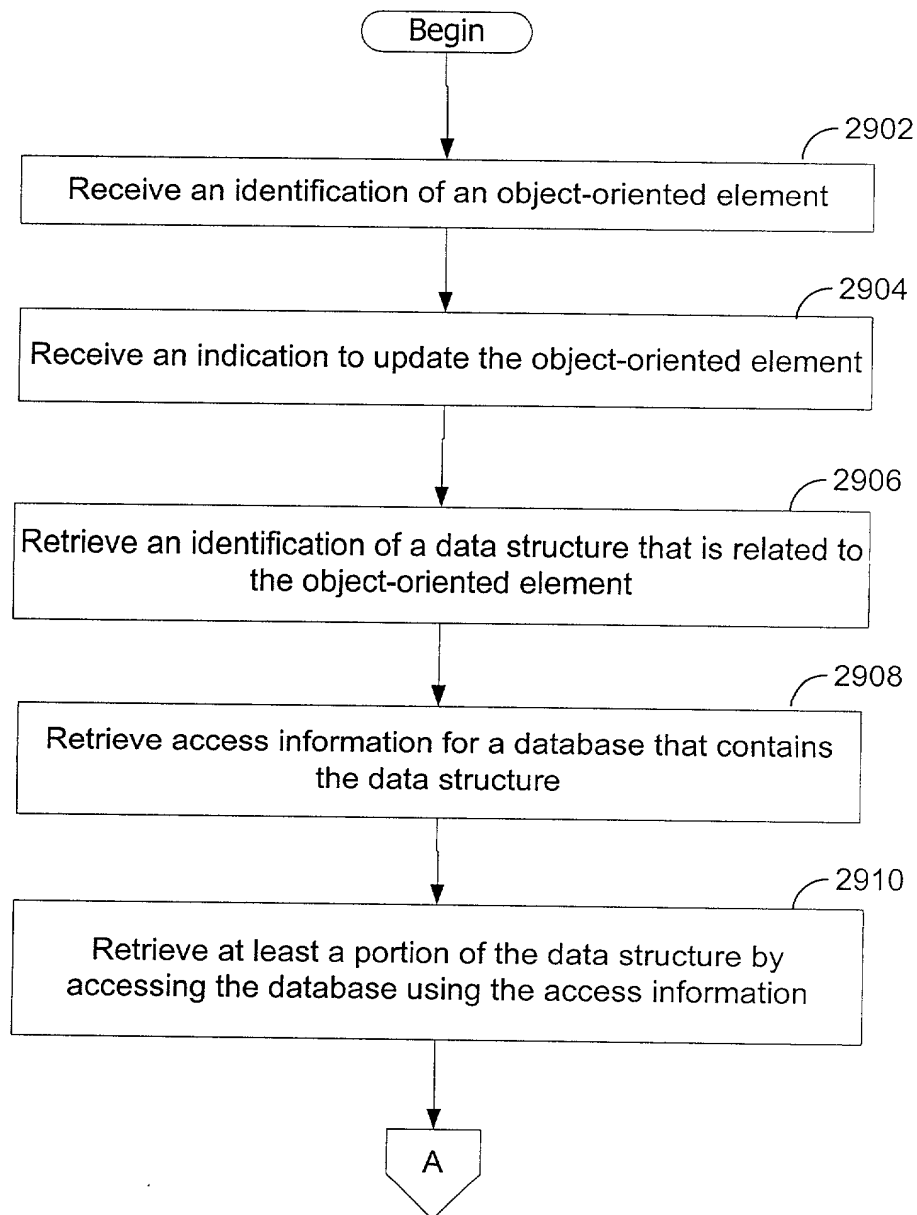 Begin
2902
Receive an identification of an object-oriented element
2904
Receive an indication to update the object-oriented element
2906
Retrieve an identification of a data structure that is related to
the object-oriented element
2908
Retrieve access information for a database that contains
the data structure
2910
Retrieve at least a portion of the data structure by
accessing the database using the access information
A